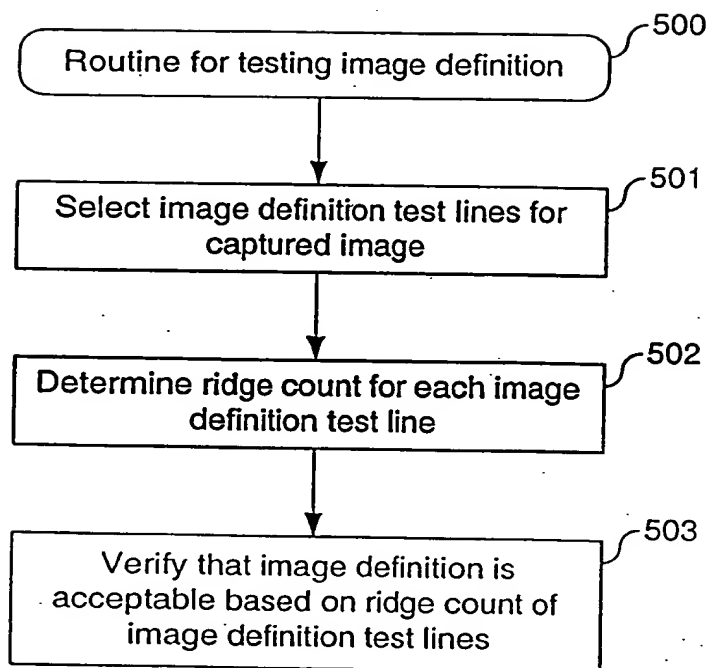 500
Routine for testing image definition
501
Select image definition test lines for
captured image
502
Determine ridge count for each image
definition test line
503
Verify that image definition is
acceptable based on ridge count of
image definition test lines